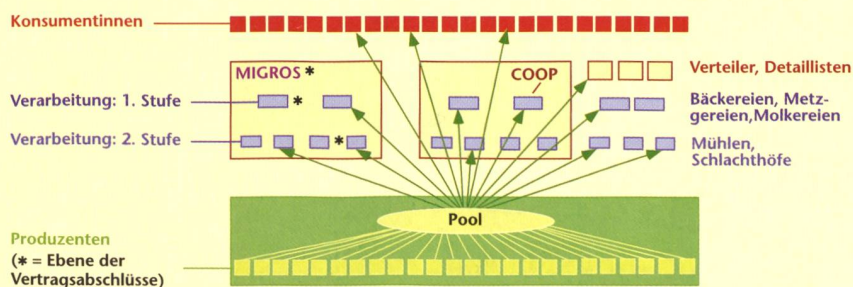 Konsumentinnen
MIGROS *
COOP
Verteiler, Detaillisten
Verarbeitung: 1. Stufe
*
Bäckereien, Metz-
gereien,Molkereien
Verarbeitung: 2. Stufe
*
Mühlen,
Schlachthöfe
Pool
Produzenten
(* = Ebene der
Vertragsabschlüsse)